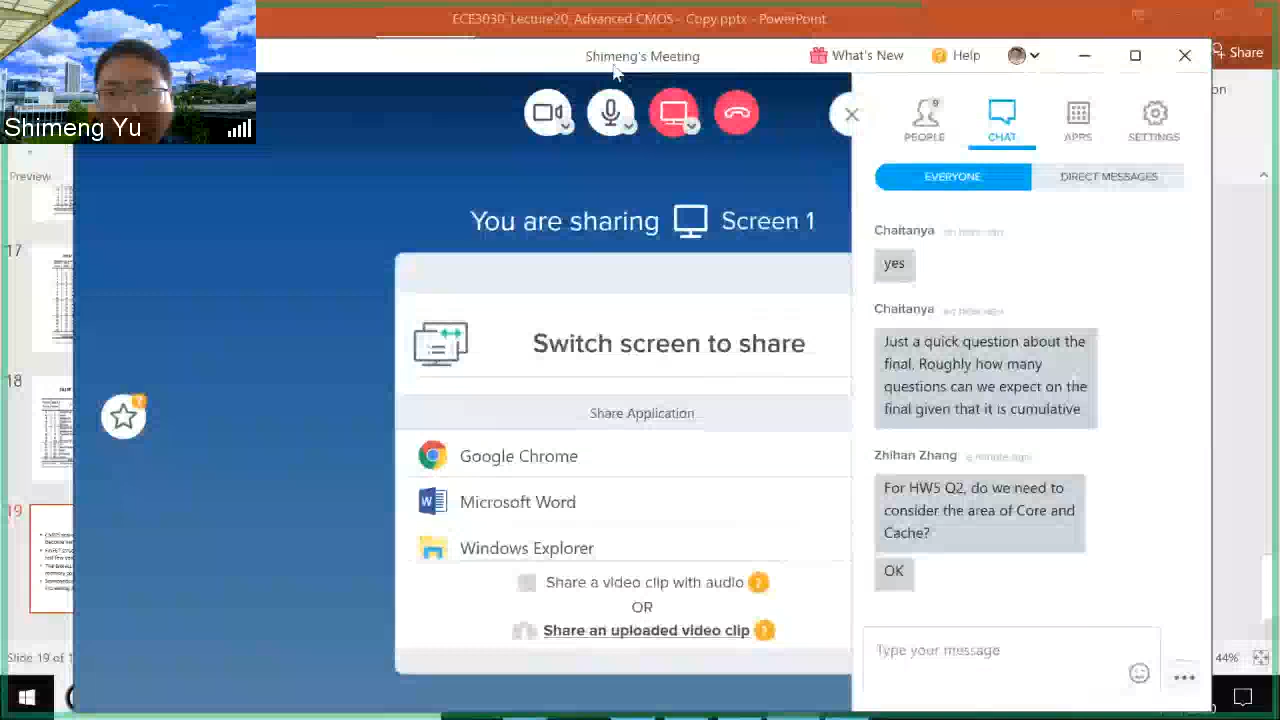 ECE3030_Lecture20_Advanced CMOS - Copy.pptx - PowerPoint
Shimeng's Meeting
What's New
Help
Share
Shimeng Yu
PEOPLE
9
CHAT
APPS
SETTINGS
Preview
EVERYONE
DIRECT MESSAGES
You are sharing Screen 1
Chaitanya
yes
17
Chaitanya
Just a quick question about the
final. Roughly how many
questions can we expect on the
final given that it is cumulative
Switch screen to share
18
Share Application
Google Chrome
Zhihan Zhang a minute ago
For HW5 Q2, do we need to
consider the area of Core and
Cache?
Microsoft Word
19
Windows Explorer
OK
Share a video clip with audio ?
OR
Share an uploaded video clip ?
Type your message
Slide 19 of 1
44%